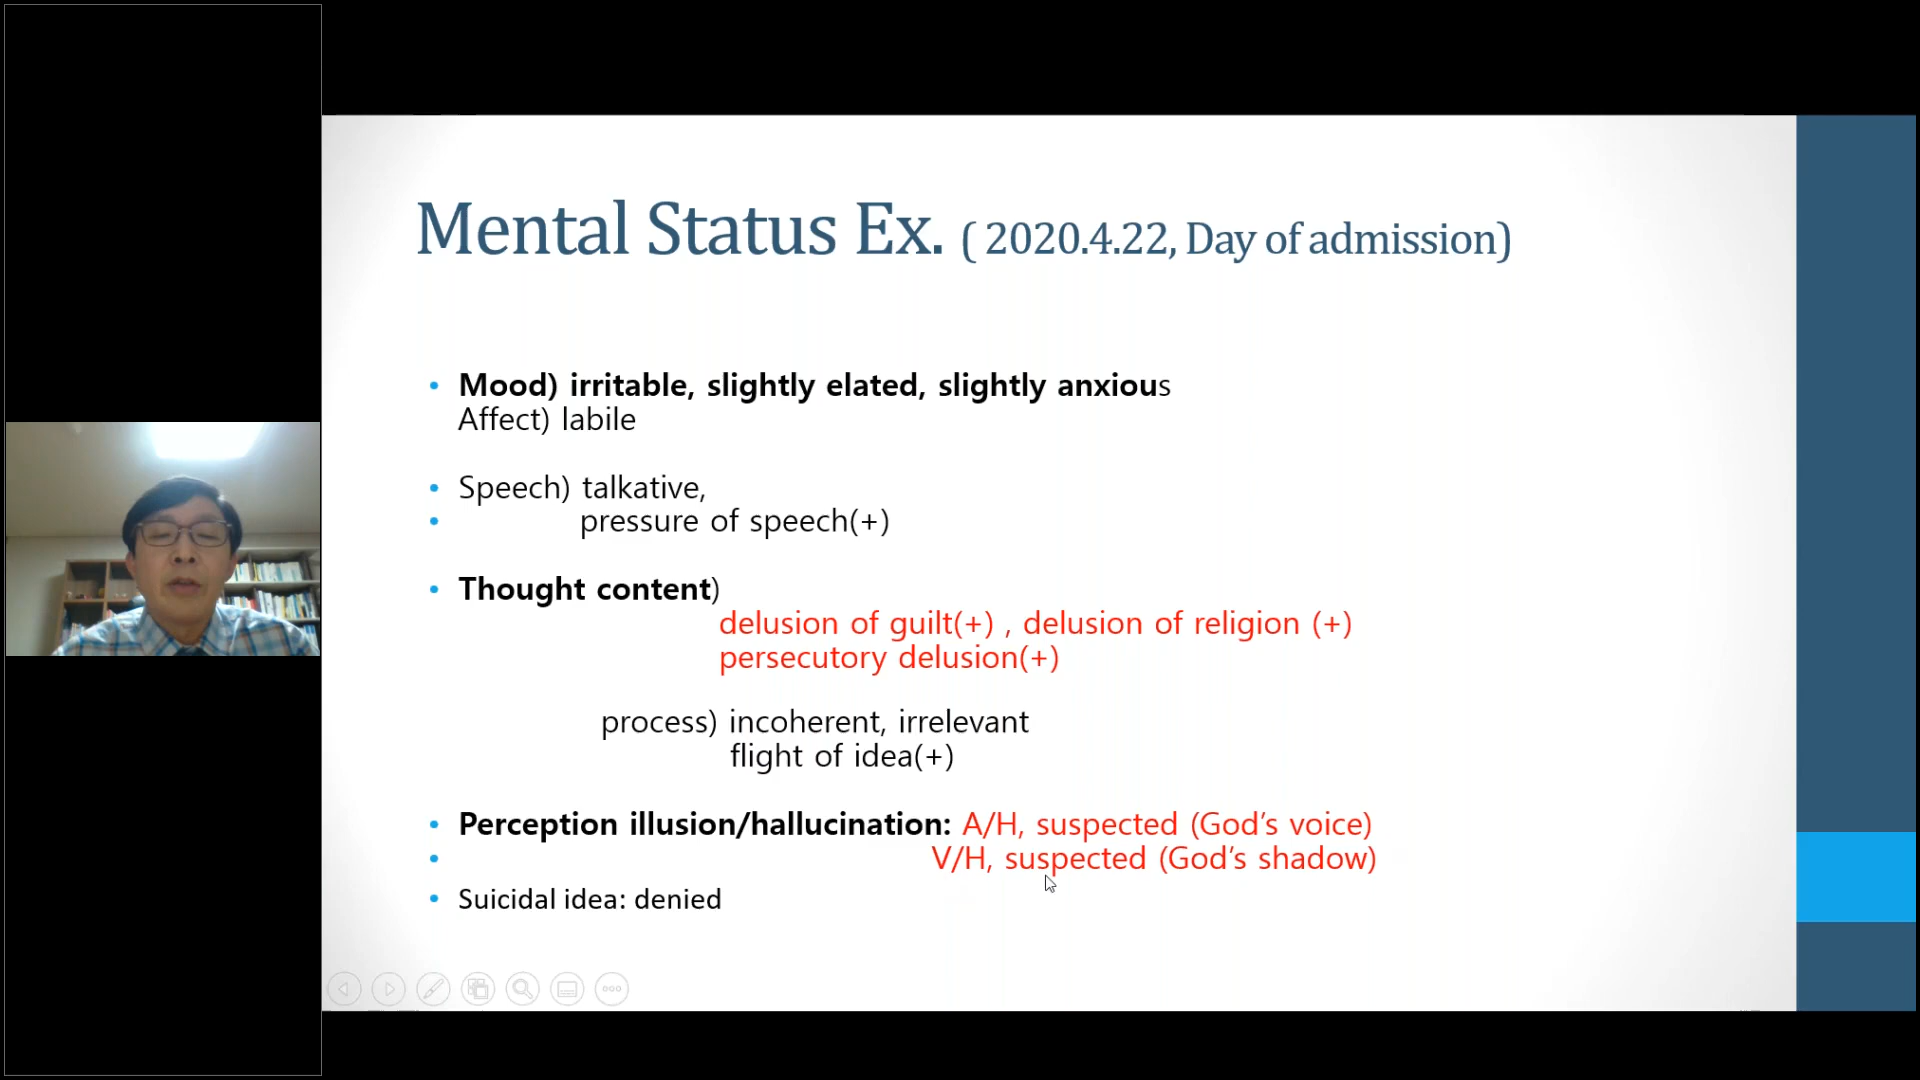 Mental Status Ex. ( 2020.4.22, Day of admission)
Mood) irritable, slightly elated, slightly anxious
Affect) labile
Speech) talkative,
pressure of speech(+)
Thought content)
delusion of guilt(+) , delusion of religion (+)
persecutory delusion(+)
process) incoherent, irrelevant
flight of idea(+)
Perception illusion/hallucination: A/H, suspected (God’s voice)
V/H, suspected (God’s shadow)
Suicidal idea: denied